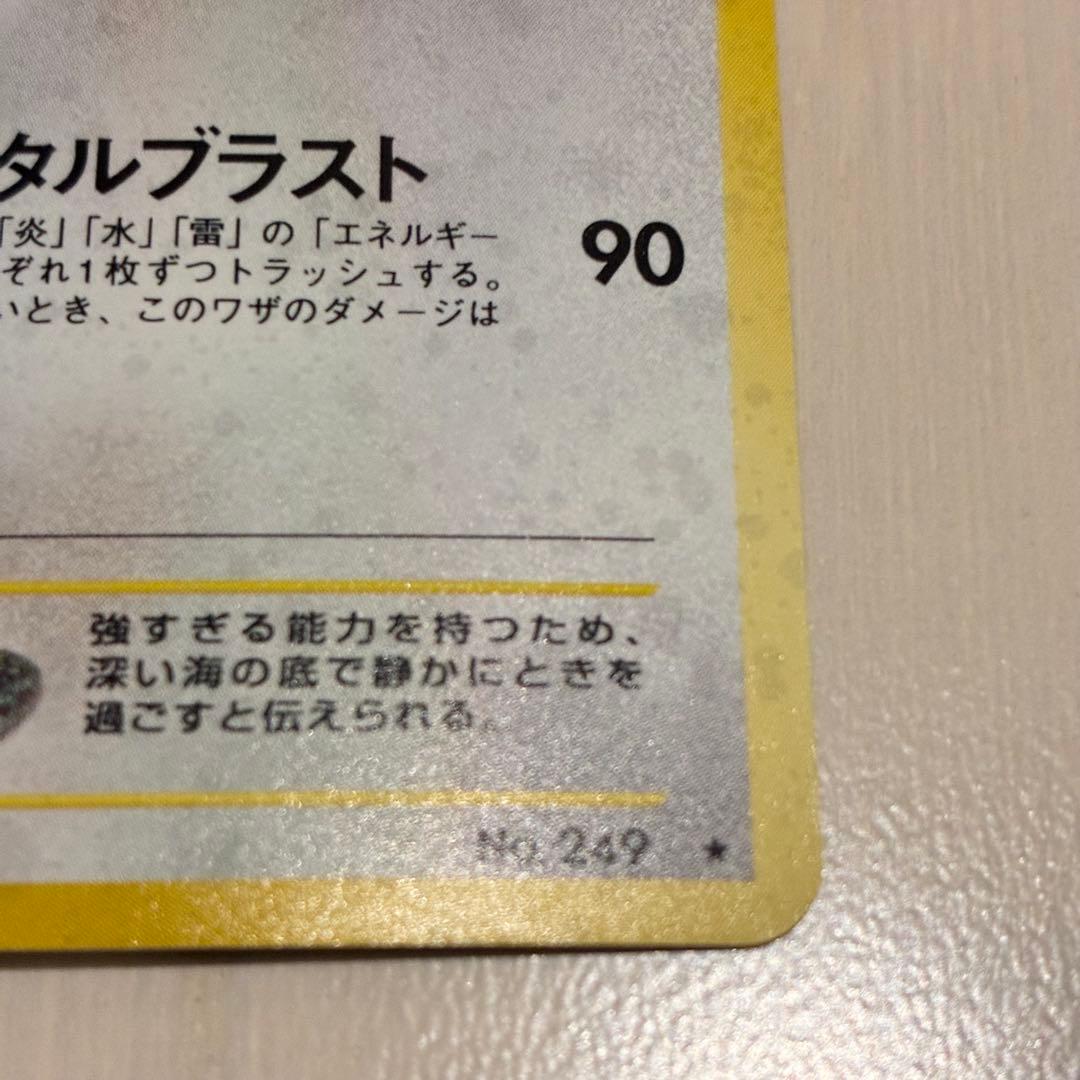 タルブラスト
「炎」「水」「雷」の「エネルギー
ぞれ1枚ずつトラッシュする。
いとき、このワザのダメージは
90
強すぎる能力を持つため、
深い海の底で静かにときを
過ごすと伝えられる。
No. 249 ★